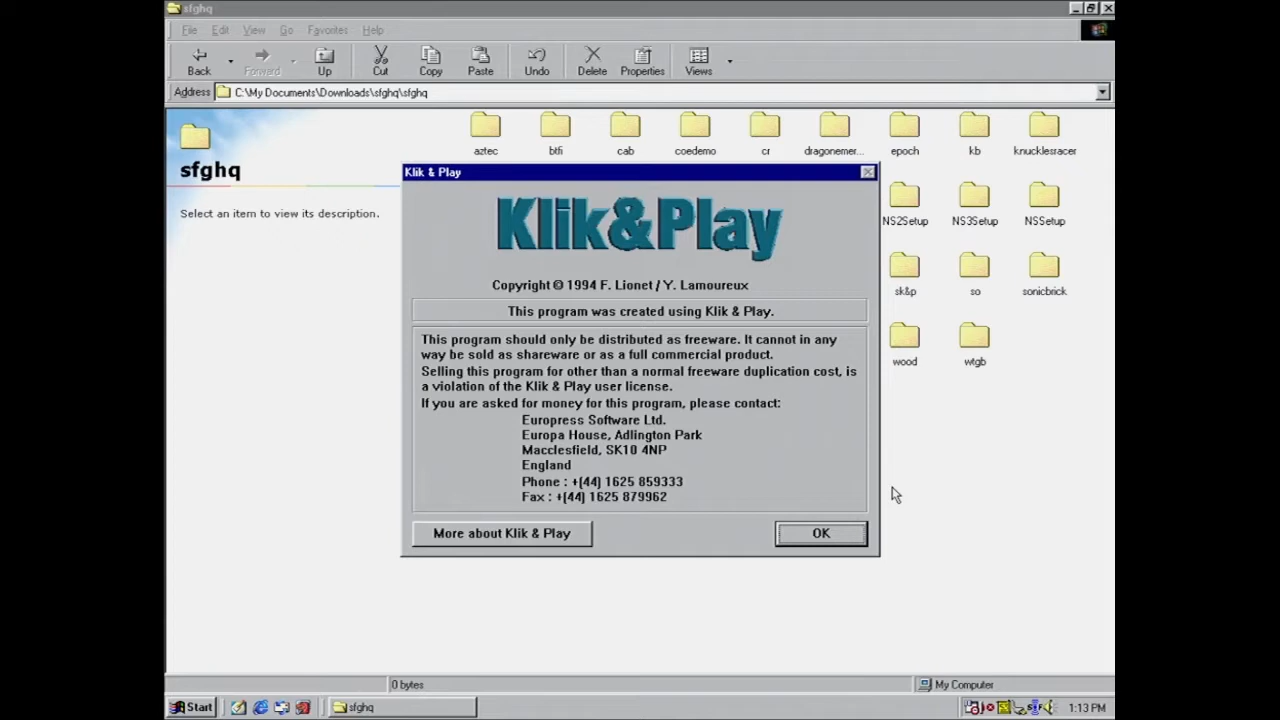 sfghq
File Edit View Go Favorites Help
Back Forward Up Cut Copy Paste Undo Delete Properties Views
Address C:\My Documents\Downloads\sfghq\sfghq
aztec btfi cab coedemo cr dragonemer... epoch kb knucklesracer
sfghq
Select an item to view its description.
NS2Setup NS3Setup NSSetup
sk&p so sonicbrick
wood wtgb
Klik & Play
Klik&Play
Copyright © 1994 F. Lionet / Y. Lamoureux
This program was created using Klik & Play.
This program should only be distributed as freeware. It cannot in any
way be sold as shareware or as a full commercial product.
Selling this program for other than a normal freeware duplication cost, is
a violation of the Klik & Play user license.
If you are asked for money for this program, please contact:
Europress Software Ltd.
Europa House, Adlington Park
Macclesfield, SK10 4NP
England
Phone : +(44) 1625 859333
Fax : +(44) 1625 879962
More about Klik & Play OK
0 bytes My Computer
Start sfghq 1:13 PM